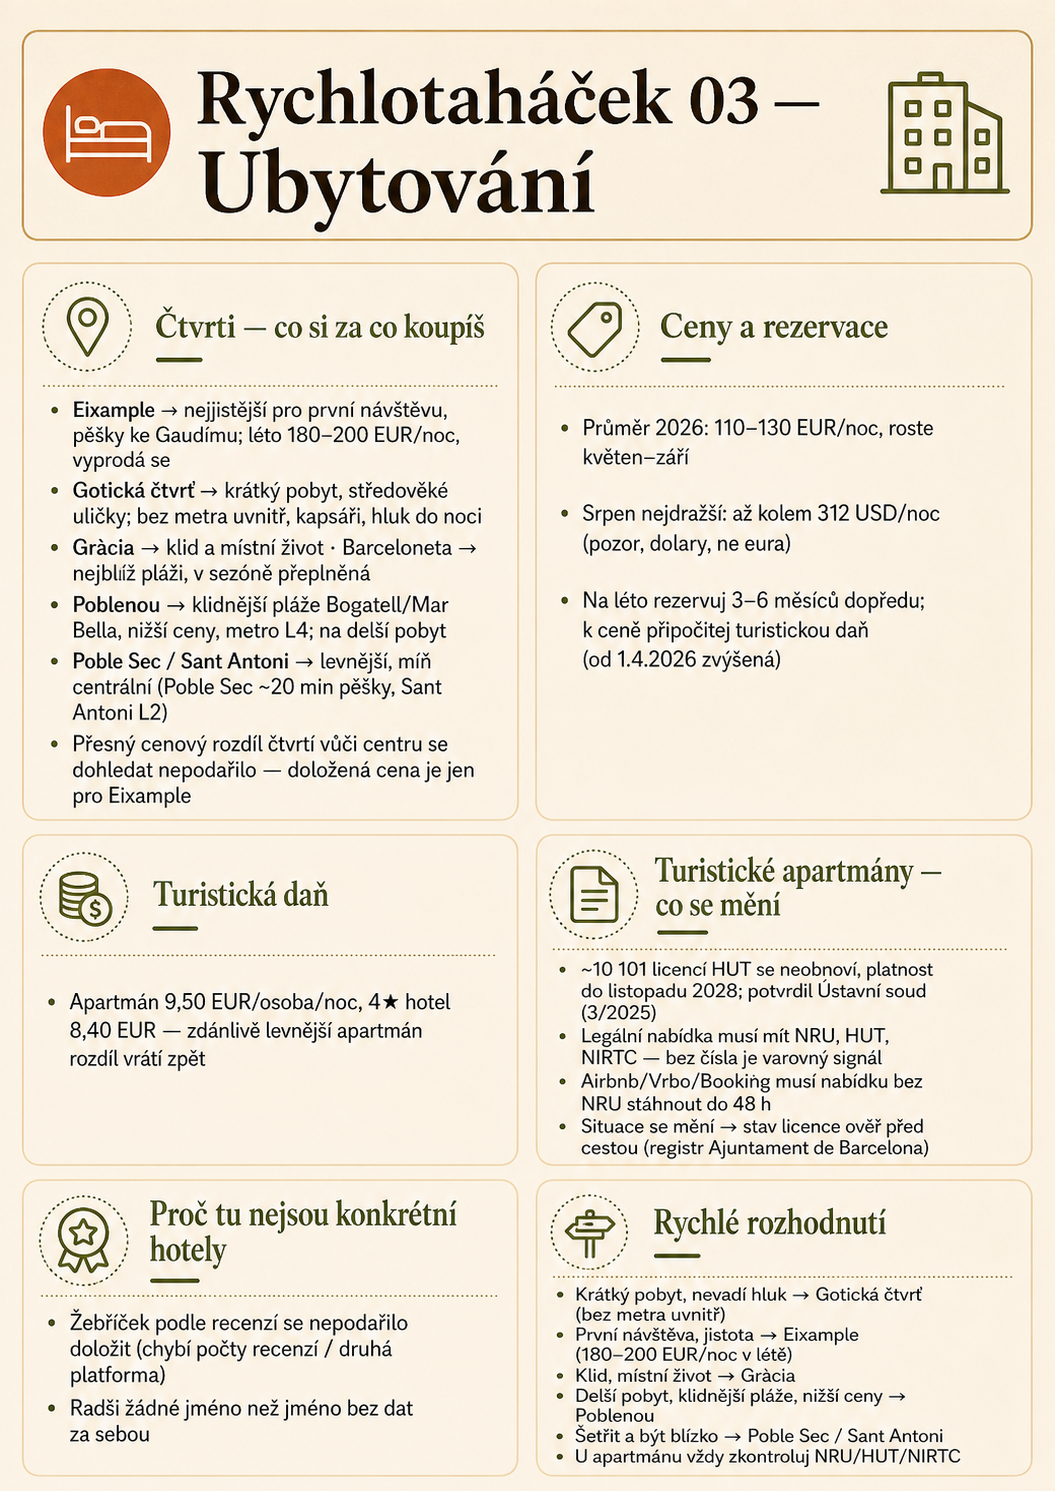 Rychlotaháček 03 —
Ubytování
Čtvrti — co si za co koupíš
• Eixample → nejjistější pro první návštěvu,
pěšky ke Gaudímu; léto 180–200 EUR/noc,
vyprodá se
• Gotická čtvrť → krátký pobyt, středověké
uličky; bez metra uvnitř, kapsáři, hluk do noci
• Gràcia → klid a místní život · Barceloneta →
nejblííž pláži, v sezóně přeplněná
• Poblenou → klidnější pláže Bogatell/Mar
Bella, nižší ceny, metro L4; na delší pobyt
• Poble Sec / Sant Antoni → levnější, míň
centrální (Poble Sec ~20 min pěšky, Sant
Antoni L2)
• Přesný cenový rozdíl čtvrtí vůči centru se
dohledat nepodařilo — doložená cena je jen
pro Eixample
Ceny a rezervace
• Průměr 2026: 110–130 EUR/noc, roste
květen–září
• Srpen nejdražší: až kolem 312 USD/noc
(pozor, dolary, ne eura)
• Na léto rezervuj 3–6 měsíců dopředu;
k ceně připočitej turistickou daň
(od 1.4.2026 zvýšená)
$
Turistická daň
• Apartmán 9,50 EUR/osoba/noc, 4★ hotel
8,40 EUR — zdánlivě levnější apartmán
rozdíl vrátí zpět
Turistické apartmány —
co se mění
• ~10 101 licencí HUT se neobnoví, platnost
do listopadu 2028; potvrdil Ústavní soud
(3/2025)
• Legální nabídka musí mít NRU, HUT,
NIRTC — bez čísla je varovný signál
• Airbnb/Vrbo/Booking musí nabídku bez
NRU stáhnout do 48 h
• Situace se mění → stav licence ověř před
cestou (registr Ajuntament de Barcelona)
Proč tu nejsou konkrétní
hotely
• Žebříček podle recenzí se nepodařilo
doložit (chybí počty recenzí / druhá
platforma)
• Radši žádné jméno než jméno bez dat
za sebou
Rychlé rozhodnutí
• Krátký pobyt, nevadí hluk → Gotická čtvrť
(bez metra uvnitř)
• První návštěva, jistota → Eixample
(180–200 EUR/noc v létě)
• Klid, místní život → Gràcia
• Delší pobyt, klidnější pláže, nižší ceny →
Poblenou
• Šetřit a být blízko → Poble Sec / Sant Antoni
• U apartmánu vždy zkontroluj NRU/HUT/NIRTC